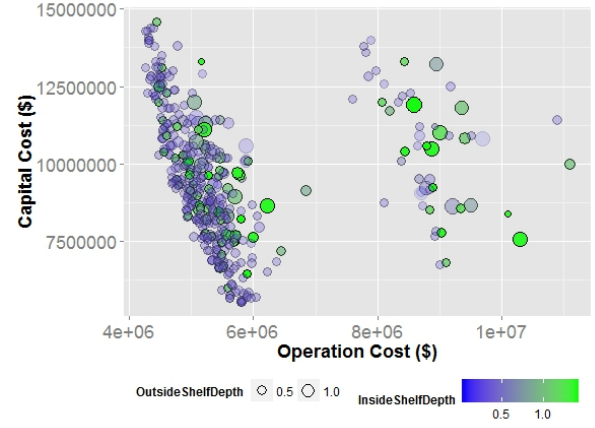 Capital Cost ($)
15000000
12500000
10000000
7500000
4e+06 6e+06 8e+06 1e+07
Operation Cost ($)
OutsideShelfDepth 0.5 1.0 InsideShelfDepth
0.5 1.0